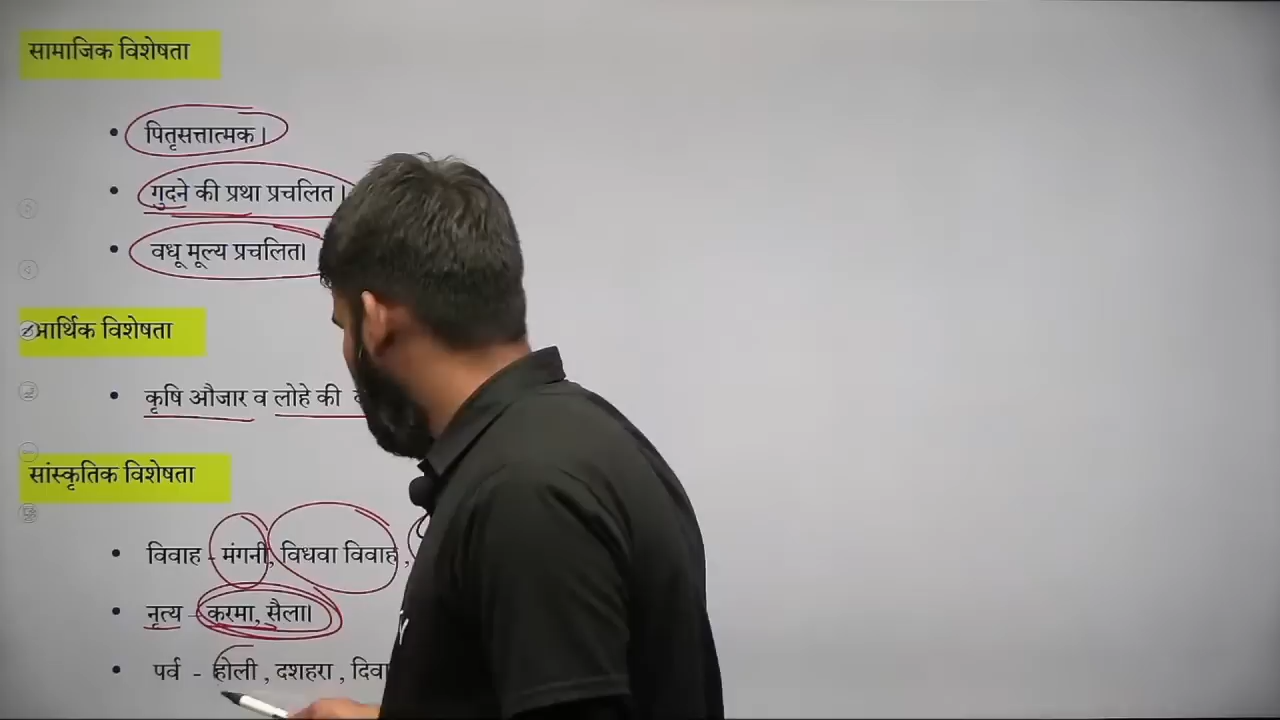 सामाजिक विशेषता
पितृसत्तात्मक।
गुदने की प्रथा प्रचलित।
वधू मूल्य प्रचलित।
आर्थिक विशेषता
कृषि औजार व लोहे की
सांस्कृतिक विशेषता
विवाह - मंगनी, विधवा विवाह ,
नृत्य - करमा, सैला।
पर्व - होली , दशहरा ,